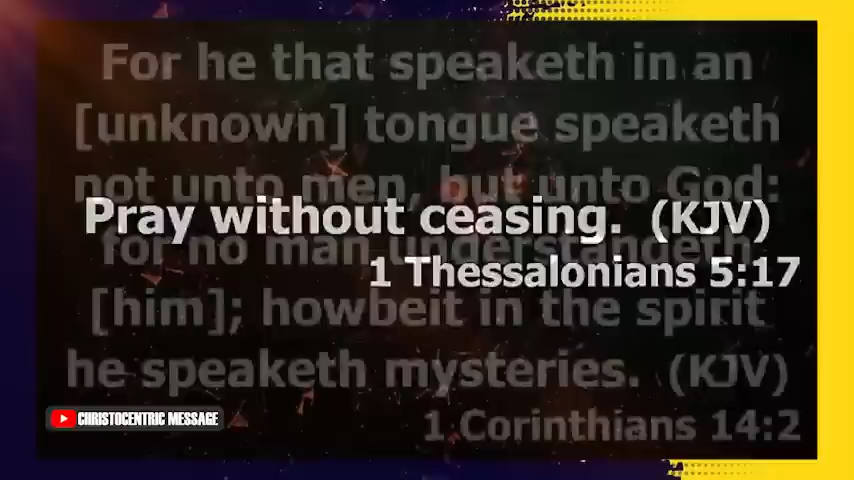 For he that speaketh in an
[unknown] tongue speaketh
not unto men, but unto God:
Pray without ceasing. (KJV)
for no man understandeth
1 Thessalonians 5:17
[him]; howbeit in the spirit
he speaketh mysteries. (KJV)
CHRISTOCENTRIC MESSAGE
1 Corinthians 14:2